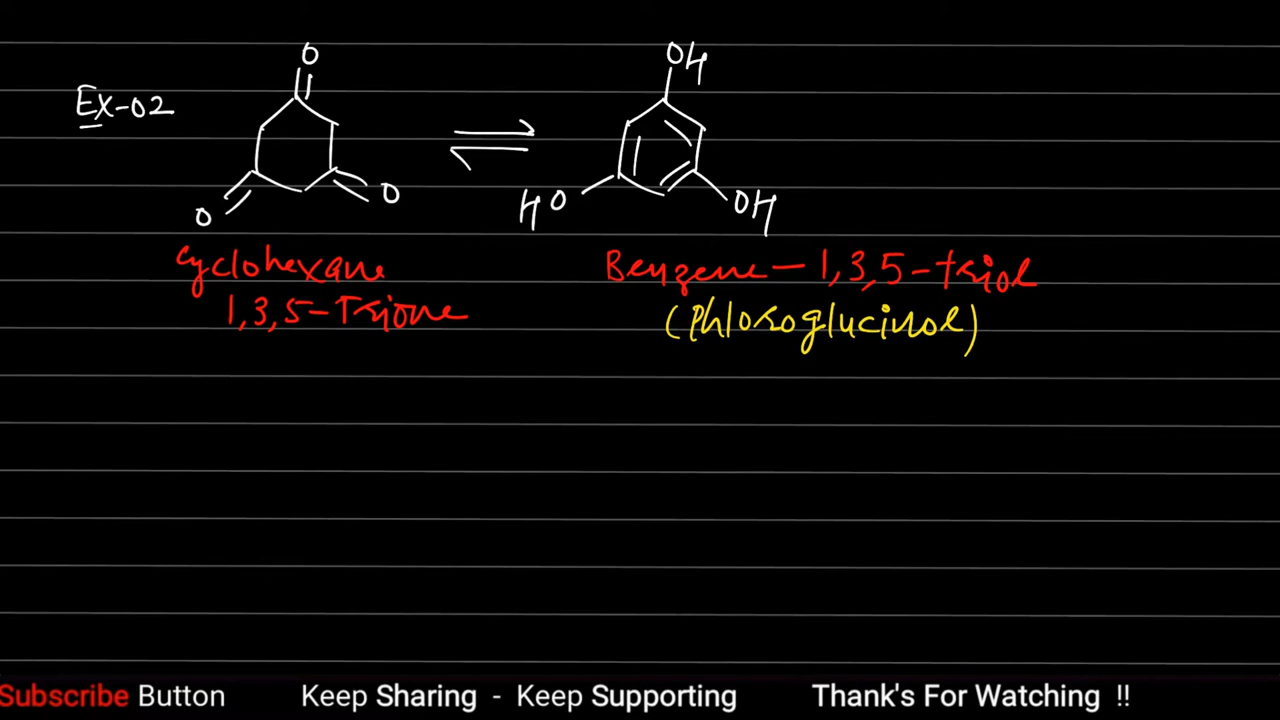 O
OH
Ex-02
O
O
HO
OH
Cyclohexane
1,3,5-Trione
Benzene-1,3,5-triol
(Phloroglucinol)
Subscribe Button Keep Sharing - Keep Supporting Thank's For Watching !!